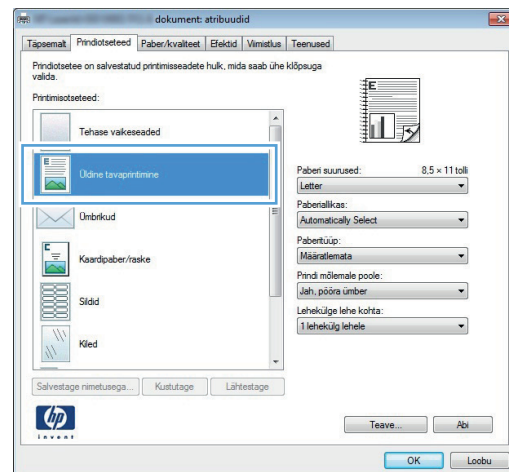 dokument: atribuudid
Täpsemalt Prindiotseteed Paber/kvaliteet Efektid Viimistlus Teenused
Prindiotsetee on salvestatud printimisseadete hulk, mida saab ühe klõpsuga
valida.
Printimisotseteed:
Tehase vaikeseaded
Üldine tavaprintimine
Ümbrikud
Kaardipaber/raske
Sildid
Kiled
Paberi suurused: 8,5 × 11 tolli
Letter
Paberiallikas:
Automatically Select
Paberitüüp:
Määratlemata
Prindi mõlemale poole:
Jah, pööra ümber
Lehekülge lehe kohta:
1 lehekülg lehele
Salvestage nimetusega... Kustutage Lähtestage
hp
invent
Teave... Abi
OK Loobu